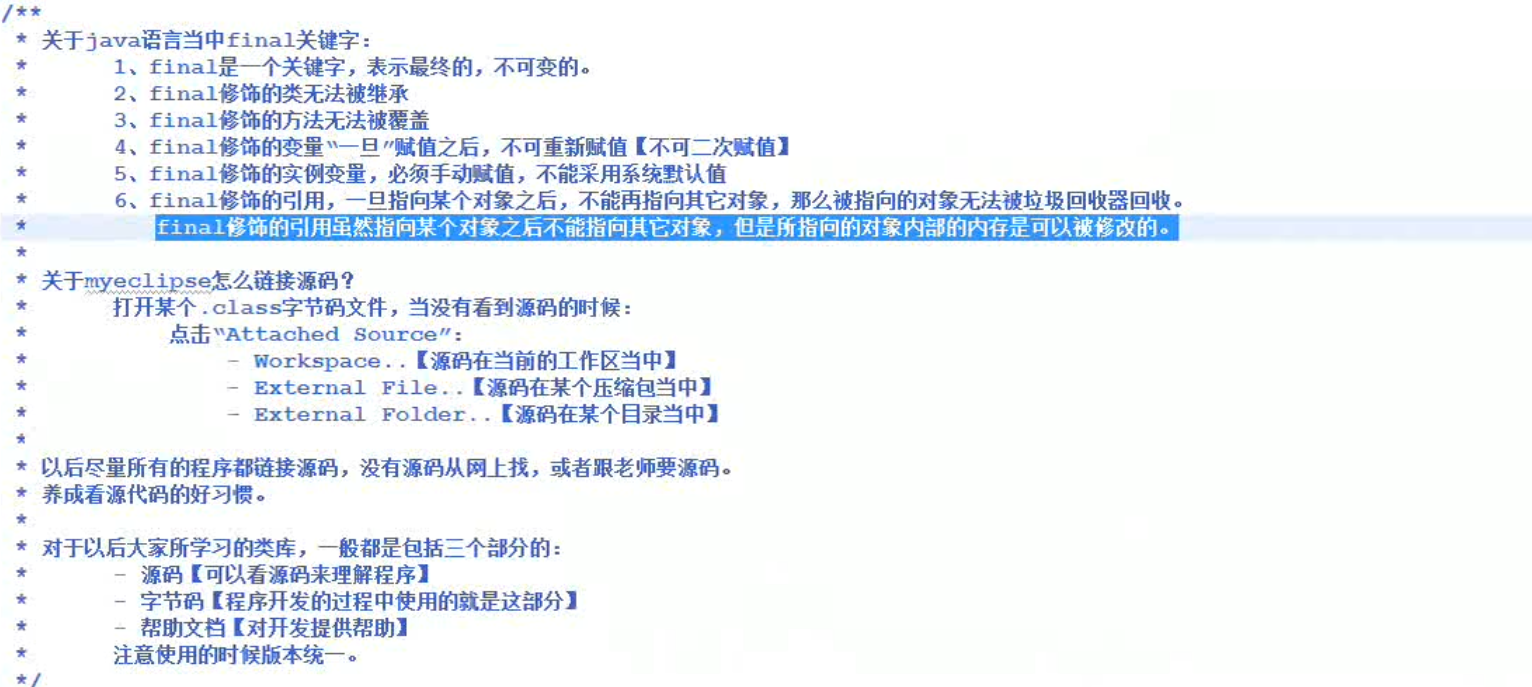 /**
* 关于java语言当中final关键字：
* 1、final是一个关键字，表示最终的，不可变的。
* 2、final修饰的类无法被继承
* 3、final修饰的方法无法被覆盖
* 4、final修饰的变量“一旦”赋值之后，不可重新赋值【不可二次赋值】
* 5、final修饰的实例变量，必须手动赋值，不能采用系统默认值
* 6、final修饰的引用，一旦指向某个对象之后，不能再指向其它对象，那么被指向的对象无法被垃圾回收器回收。
* final修饰的引用虽然指向某个对象之后不能指向其它对象，但是所指向的对象内部的内存是可以被修改的。
*
* 关于myeclipse怎么链接源码？
* 打开某个.class字节码文件，当没有看到源码的时候：
* 点击“Attached Source”：
* - Workspace..【源码在当前的工作区当中】
* - External File..【源码在某个压缩包当中】
* - External Folder..【源码在某个目录当中】
*
* 以后尽量所有的程序都链接源码，没有源码从网上找，或者跟老师要源码。
* 养成看源代码的好习惯。
*
* 对于以后大家所学习的类库，一般都是包括三个部分的：
* - 源码【可以看源码来理解程序】
* - 字节码【程序开发的过程中使用的就是这部分】
* - 帮助文档【对开发提供帮助】
* 注意使用的时候版本统一。
*/